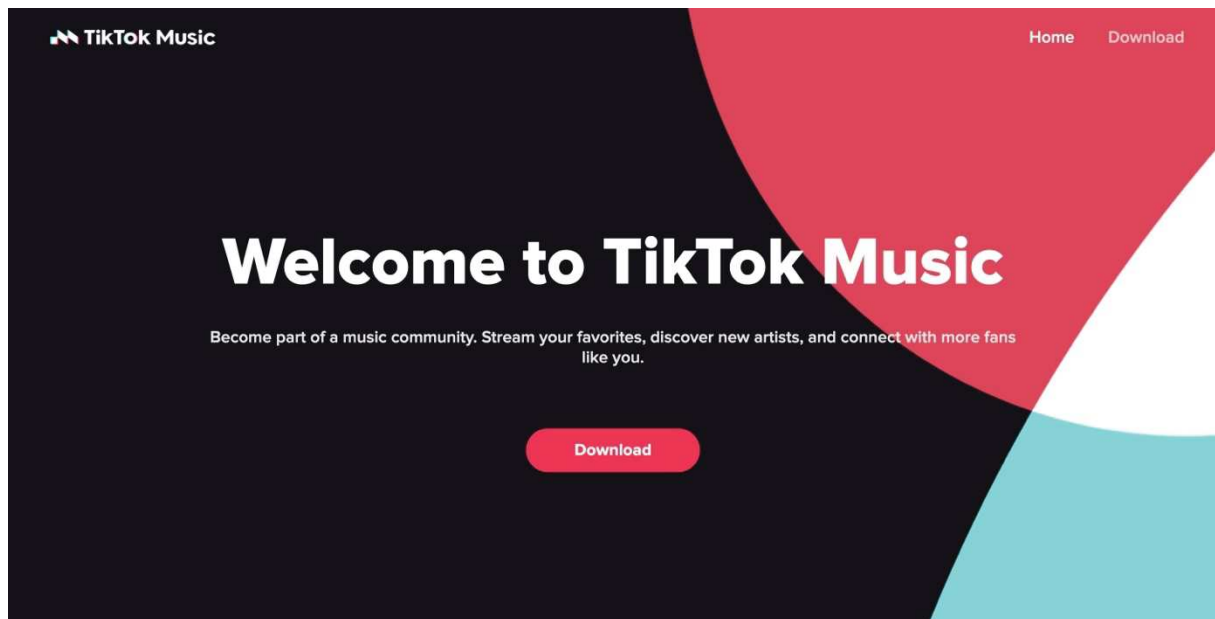 TikTok Music
Home
Download
Welcome to TikTok Music
Become part of a music community. Stream your favorites, discover new artists, and connect with more fans
like you.
Download